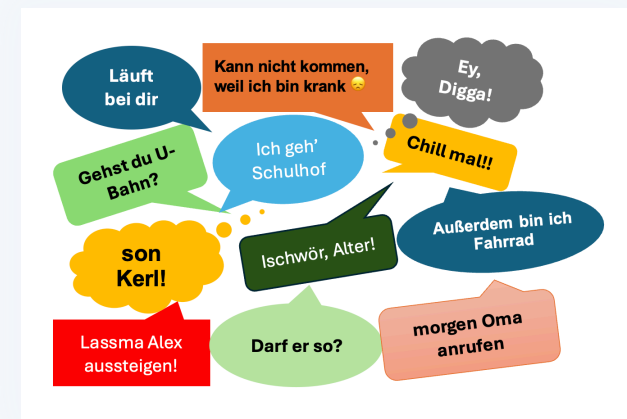 Läuft
bei dir
Kann nicht kommen,
weil ich bin krank 😞
Ey,
Digga!
Gehst du U-
Bahn?
Ich geh’
Schulhof
Chill mal!!
son
Kerl!
Ischwör, Alter!
Außerdem bin ich
Fahrrad
Lassma Alex
aussteigen!
Darf er so?
morgen Oma
anrufen